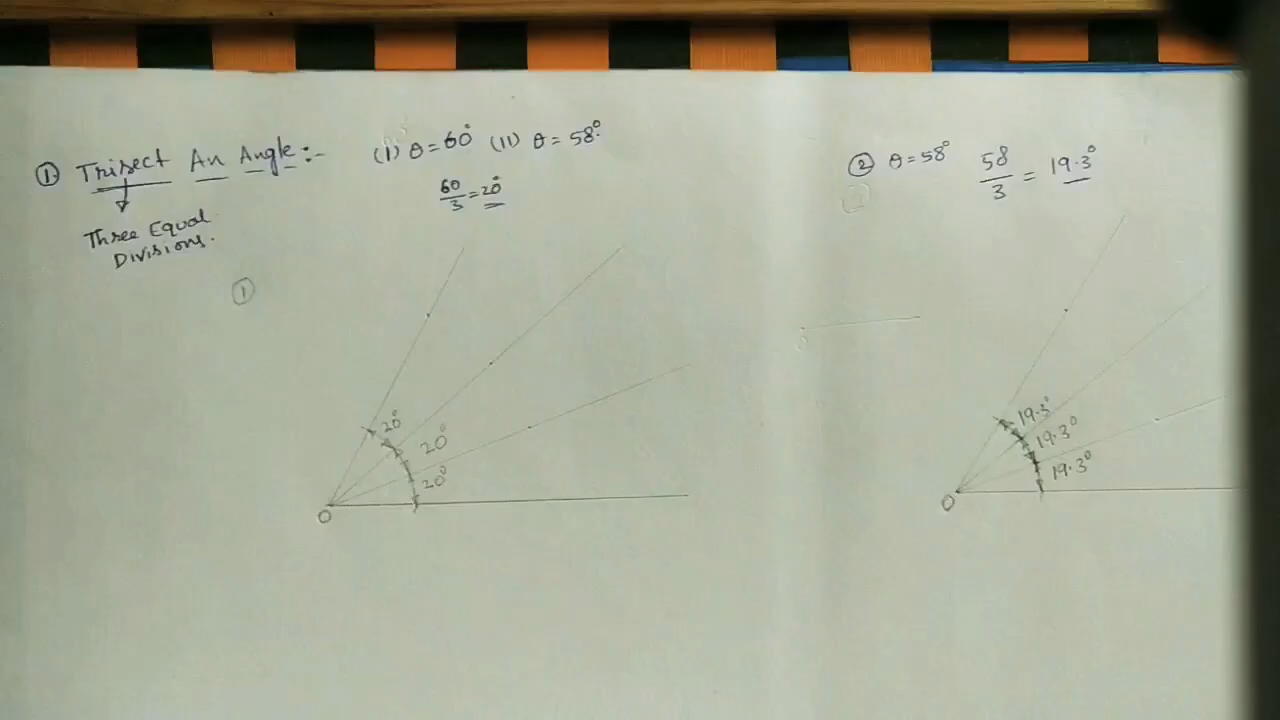 ① Trisect An Angle :-
(I) θ = 60° (II) θ = 58°.
60/3 = 20°
Three Equal
Divisions.
①
20°
20°
20°
O
② θ = 58° 58/3 = 19.3°
19.3°
19.3°
19.3°
O